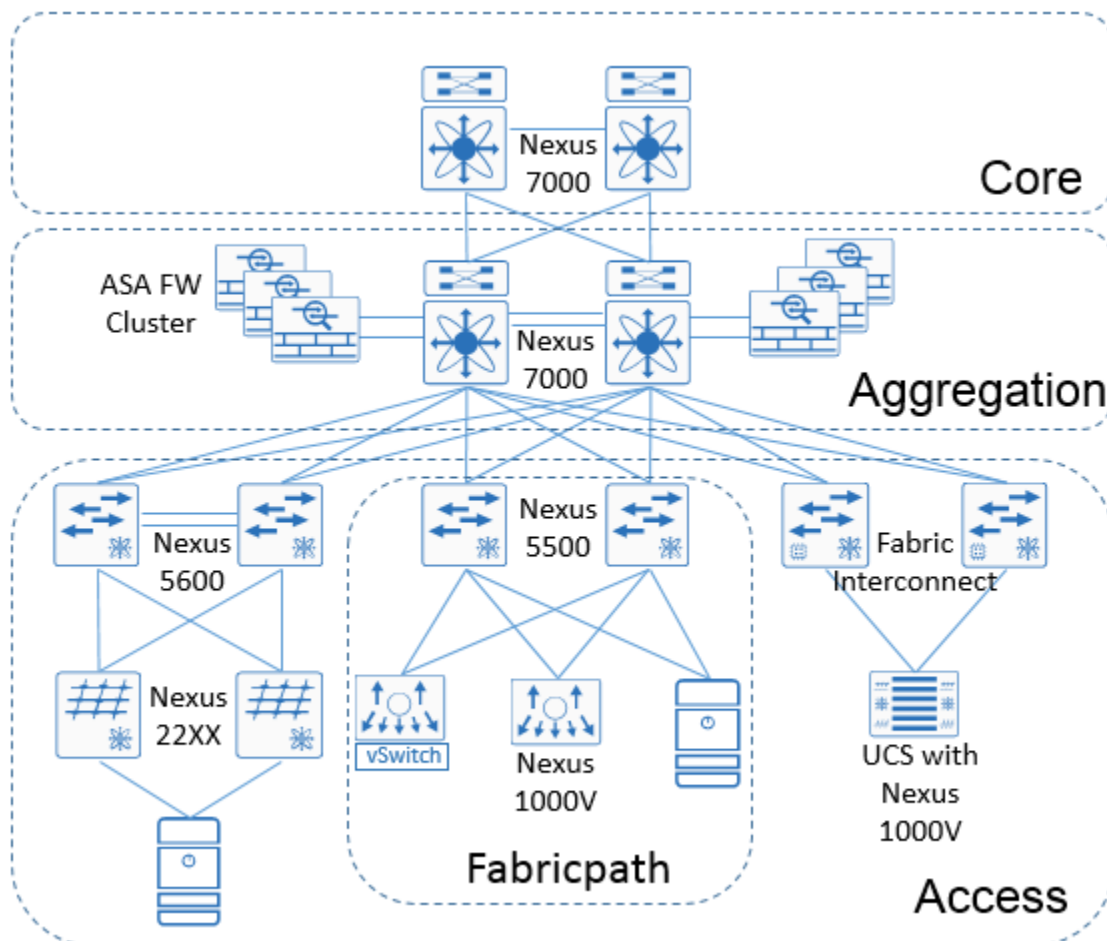 Nexus
7000
Core
ASA FW
Cluster
Nexus
7000
Aggregation
Nexus
5600
Nexus
5500
Fabric
Interconnect
Nexus
22XX
vSwitch
Nexus
1000V
UCS with
Nexus
1000V
Fabricpath
Access